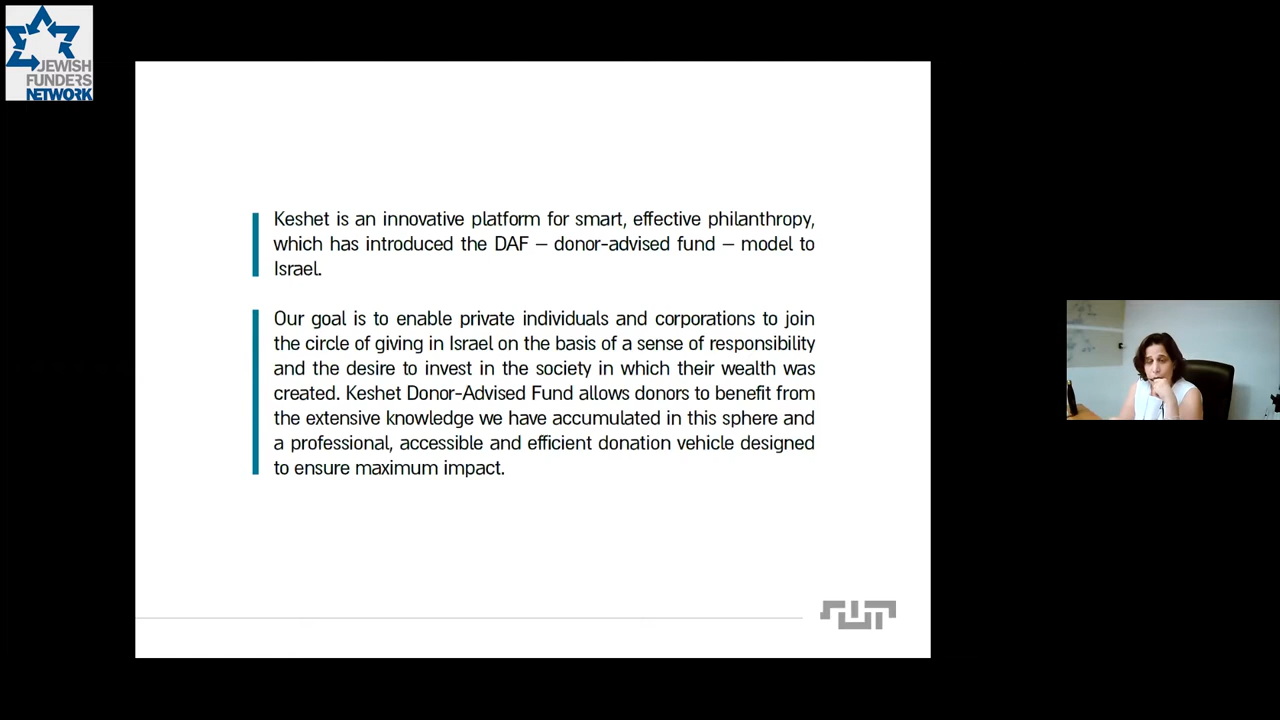 JEWISH
FUNDERS
NETWORK
Keshet is an innovative platform for smart, effective philanthropy,
which has introduced the DAF – donor-advised fund – model to
Israel.
Our goal is to enable private individuals and corporations to join
the circle of giving in Israel on the basis of a sense of responsibility
and the desire to invest in the society in which their wealth was
created. Keshet Donor-Advised Fund allows donors to benefit from
the extensive knowledge we have accumulated in this sphere and
a professional, accessible and efficient donation vehicle designed
to ensure maximum impact.